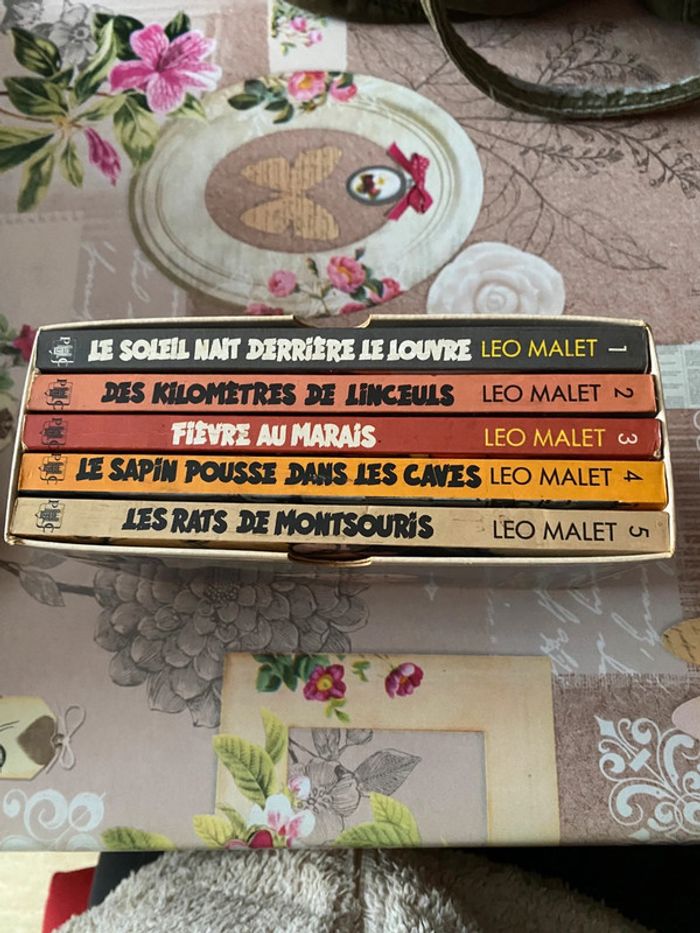 LE SOLEIL NAIT DERRIÈRE LE LOUVRE LEO MALET 1
DES KILOMÈTRES DE LINCEULS LEO MALET 2
FIÈVRE AU MARAIS LEO MALET 3
LE SAPIN POUSSE DANS LES CAVES LEO MALET 4
LES RATS DE MONTSOURIS LEO MALET 5